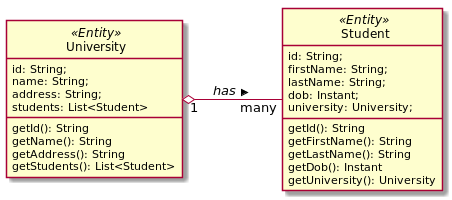 «Entity»
University
id: String;
name: String;
address: String;
students: List<Student>
getId(): String
getName(): String
getAddress(): String
getStudents(): List<Student>
has ▶
1
many
«Entity»
Student
id: String;
firstName: String;
lastName: String;
dob: Instant;
university: University;
getId(): String
getFirstName(): String
getLastName(): String
getDob(): Instant
getUniversity(): University